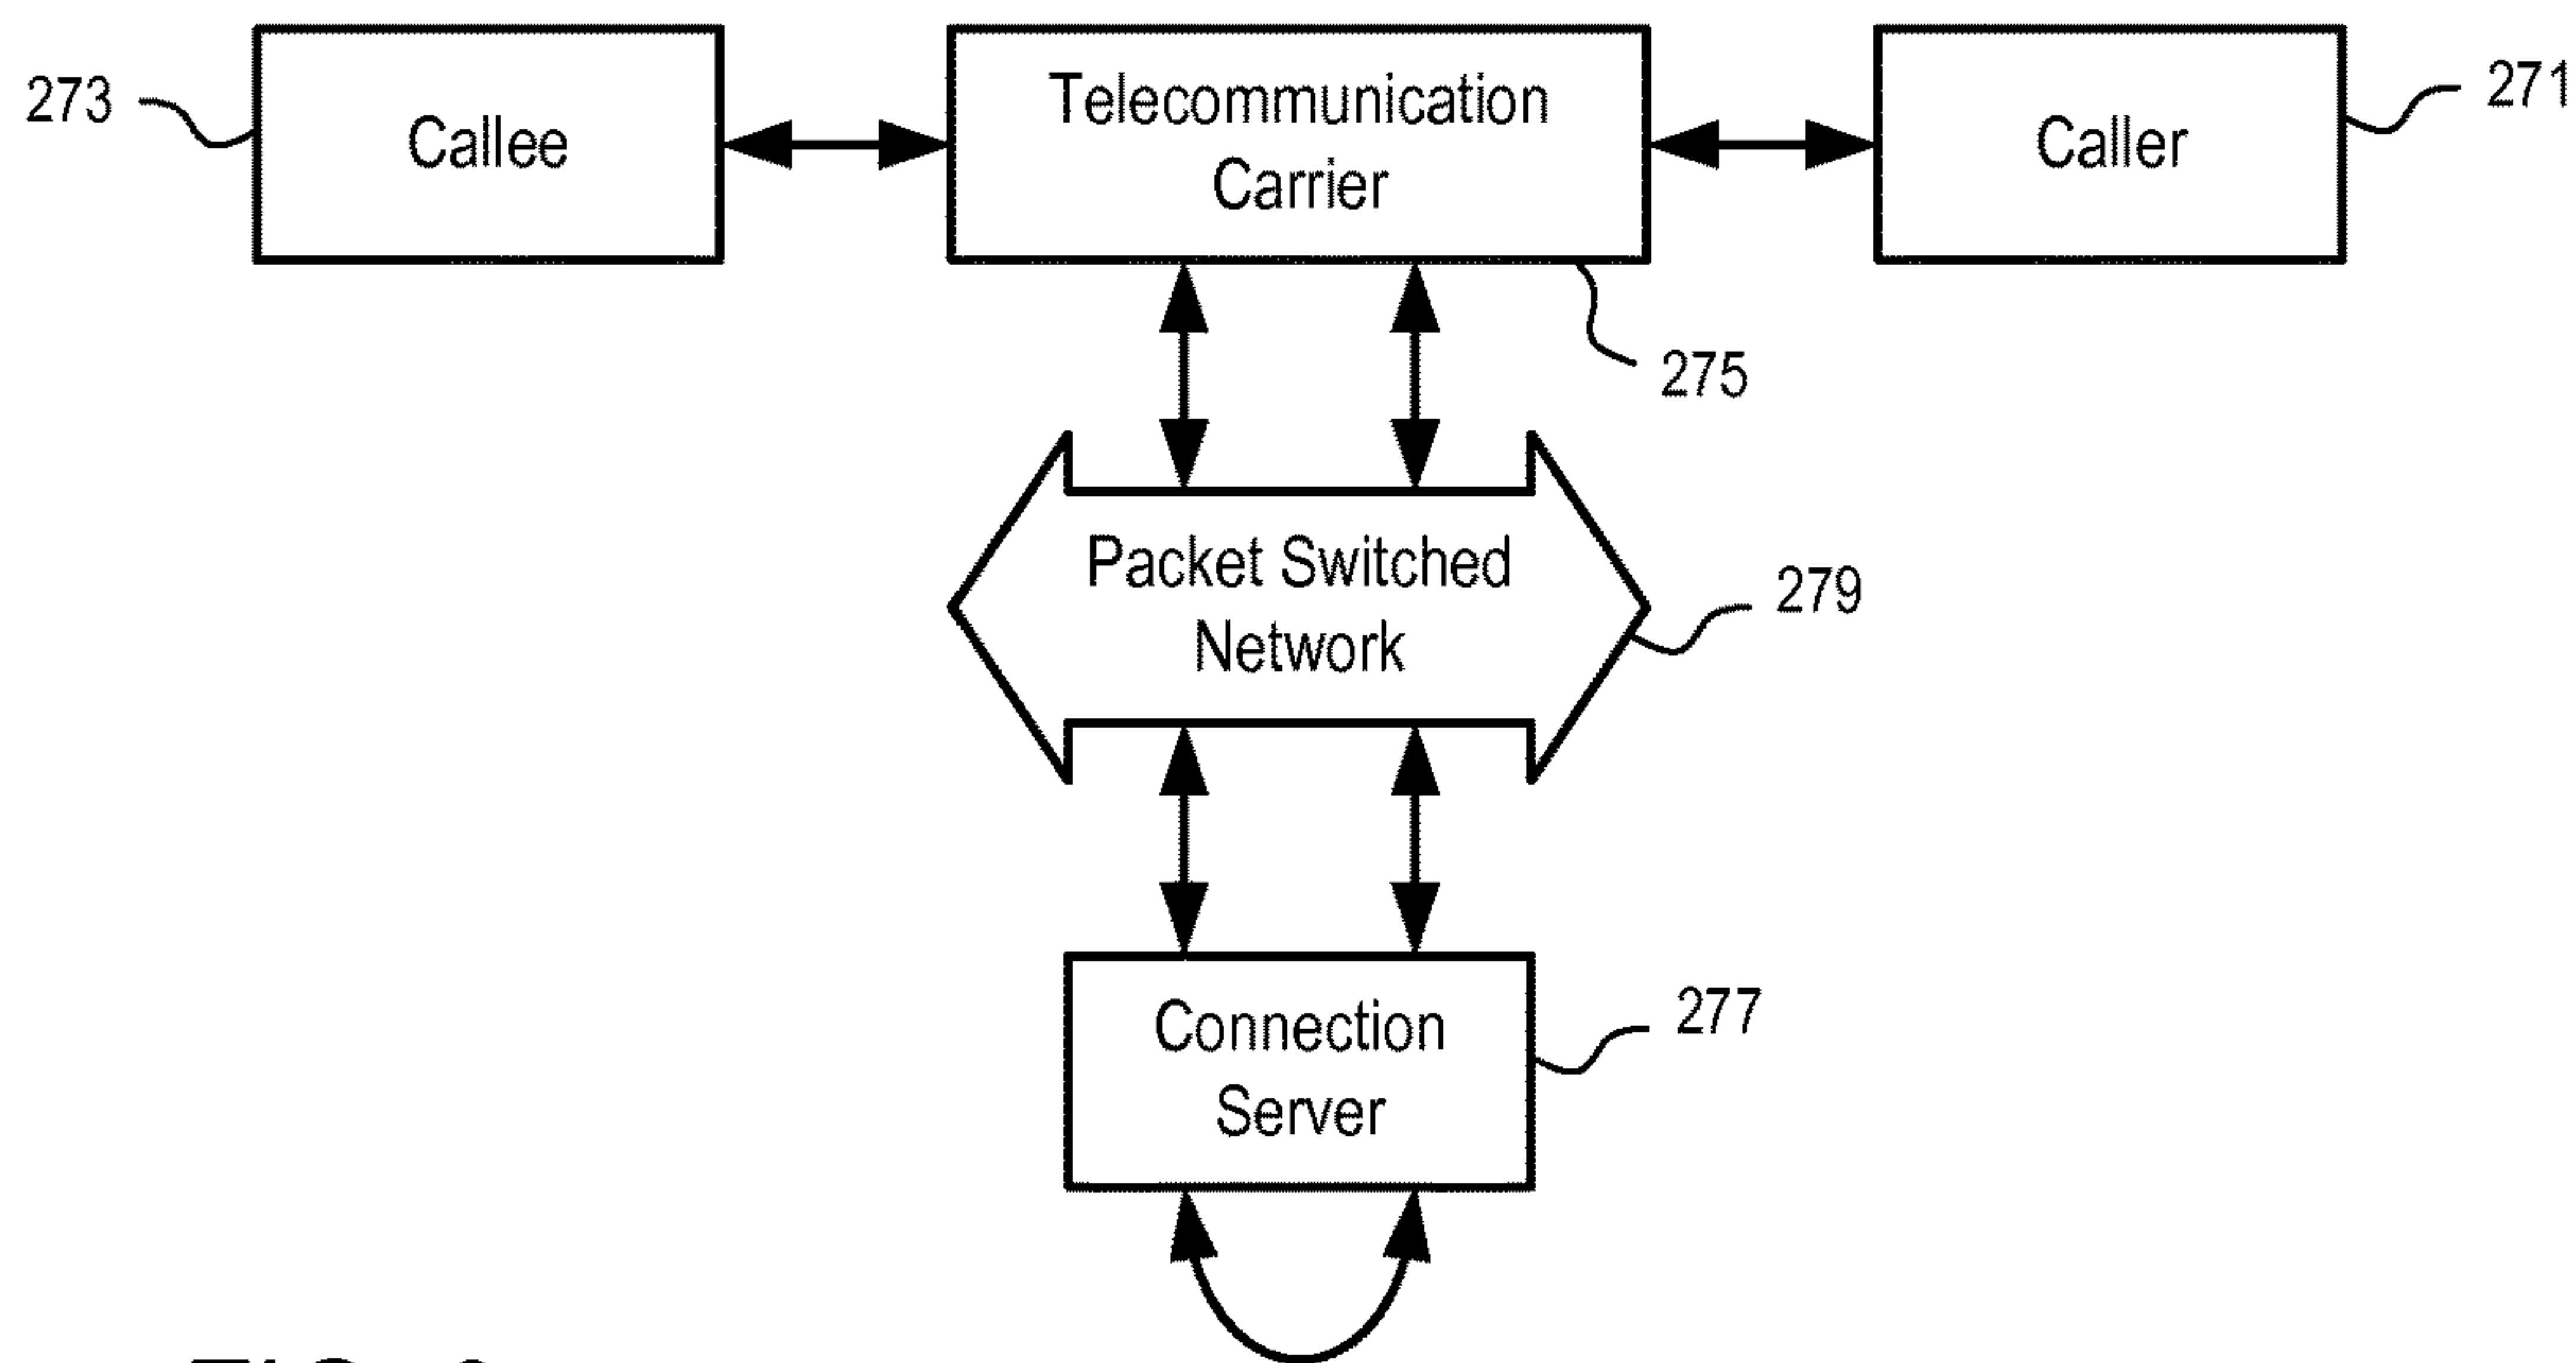 273
Callee
Telecommunication
Carrier
Caller
271
275
Packet Switched
Network
279
Connection
Server
277